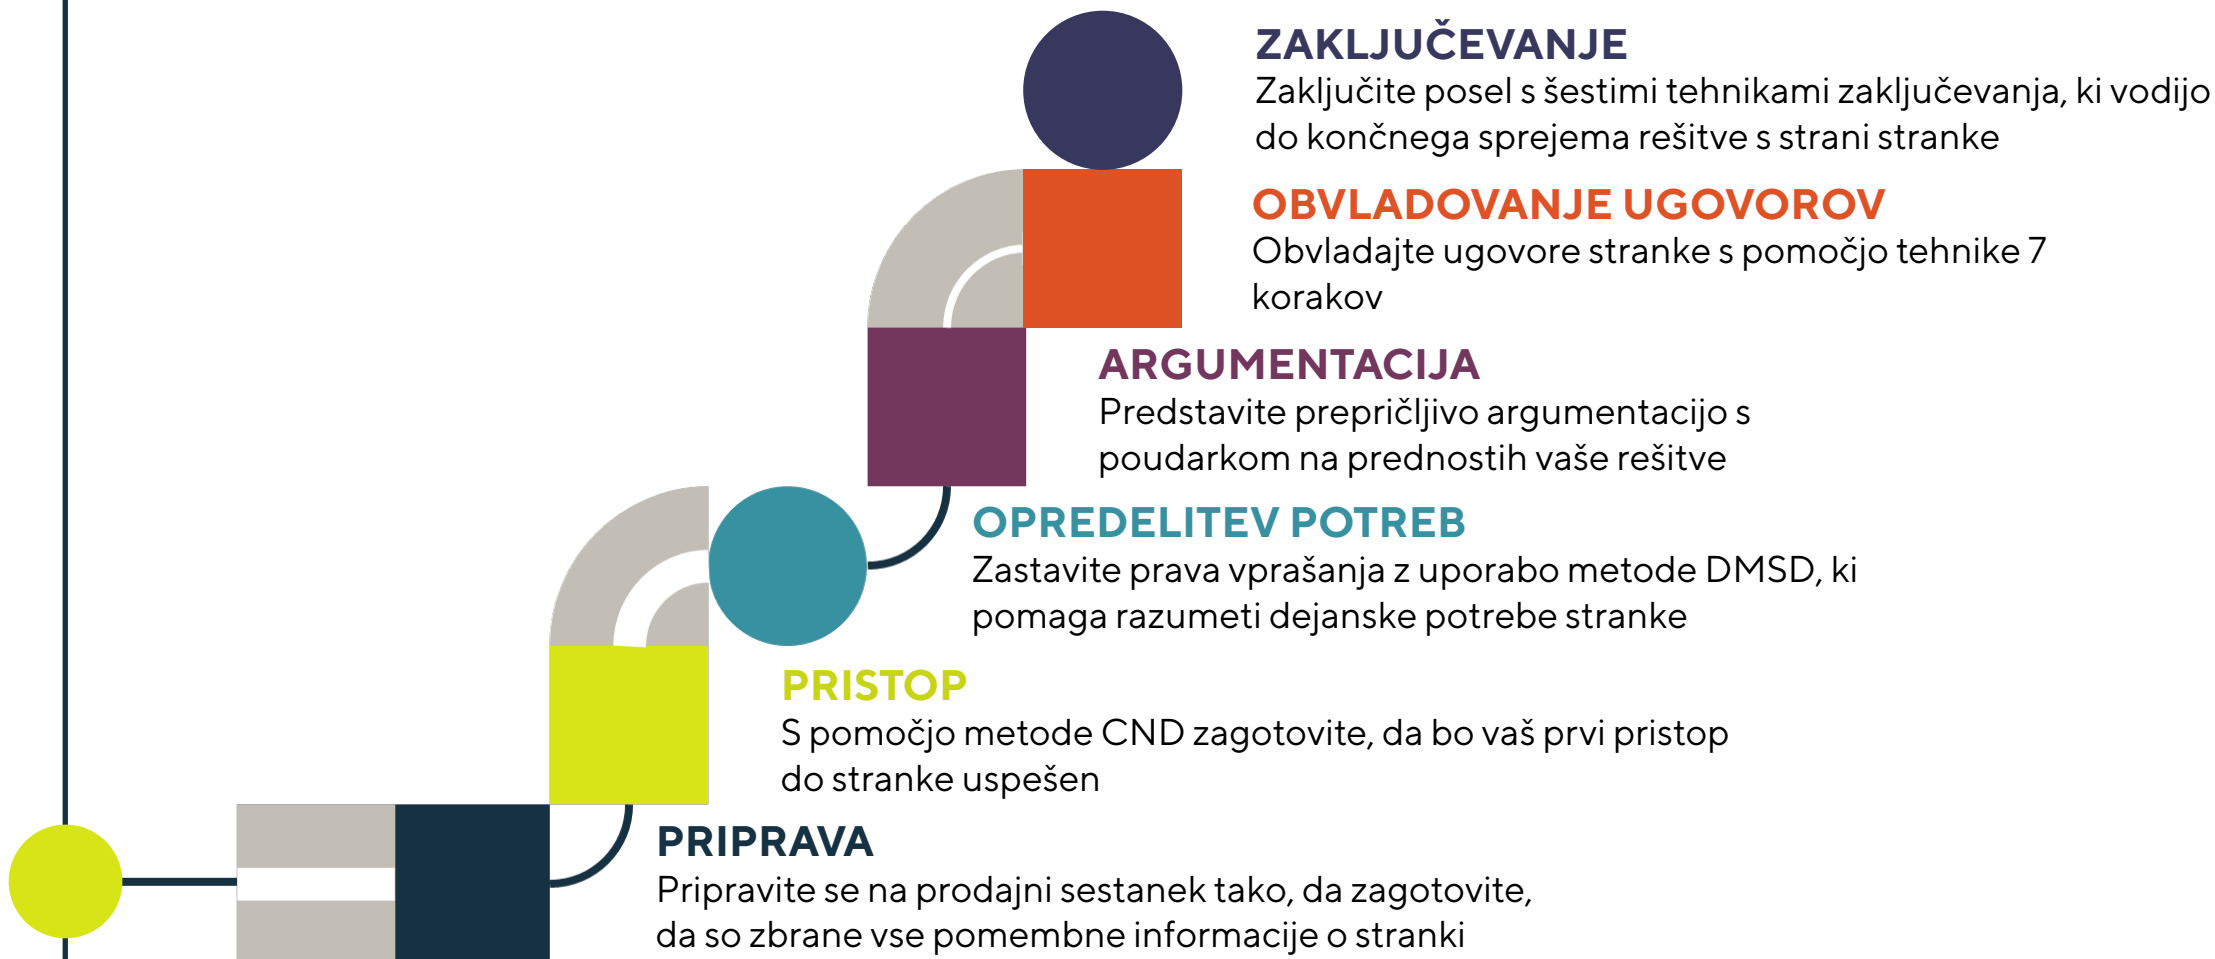 ZAKLJUČEVANJE
Zaključite posel s šestimi tehnikami zaključevanja, ki vodijo
do končnega sprejema rešitve s strani stranke
OBVLADOVANJE UGOVOROV
Obvladajte ugovore stranke s pomočjo tehnike 7
korakov
ARGUMENTACIJA
Predstavite prepričljivo argumentacijo s
poudarkom na prednostih vaše rešitve
OPREDELITEV POTREB
Zastavite prava vprašanja z uporabo metode DMSD, ki
pomaga razumeti dejanske potrebe stranke
PRISTOP
S pomočjo metode CND zagotovite, da bo vaš prvi pristop
do stranke uspešen
PRIPRAVA
Pripravite se na prodajni sestanek tako, da zagotovite,
da so zbrane vse pomembne informacije o stranki